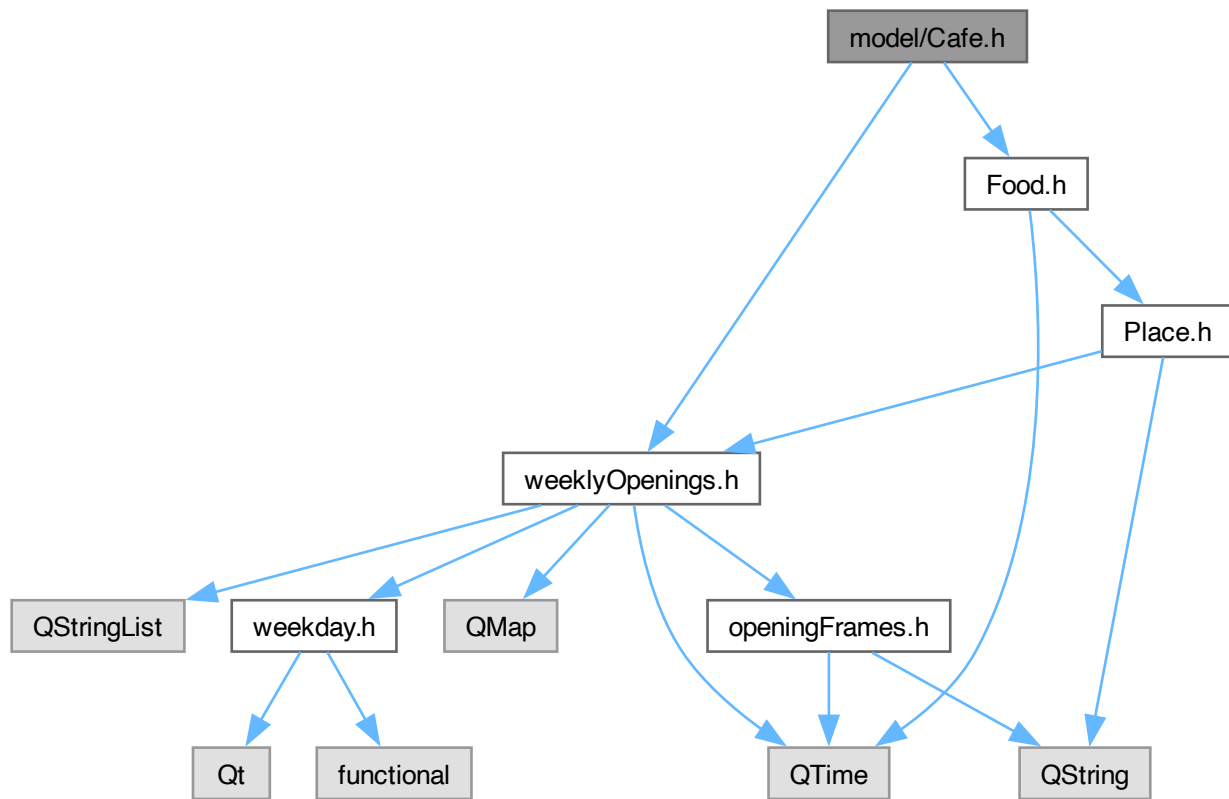 model/Cafe.h
Food.h
Place.h
weeklyOpenings.h
QStringList
weekday.h
QMap
openingFrames.h
Qt
functional
QTime
QString